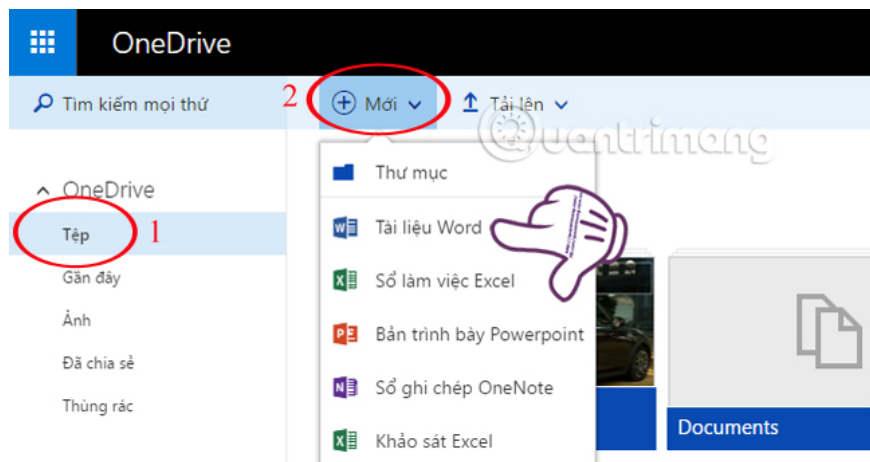 OneDrive
Tìm kiếm mọi thứ
2
Mới
Tải lên
Quantrimang
OneDrive
Tệp
1
Gần đây
Ảnh
Đã chia sẻ
Thùng rác
Thư mục
Tài liệu Word
Sổ làm việc Excel
Bản trình bày Powerpoint
Sổ ghi chép OneNote
Khảo sát Excel
Documents